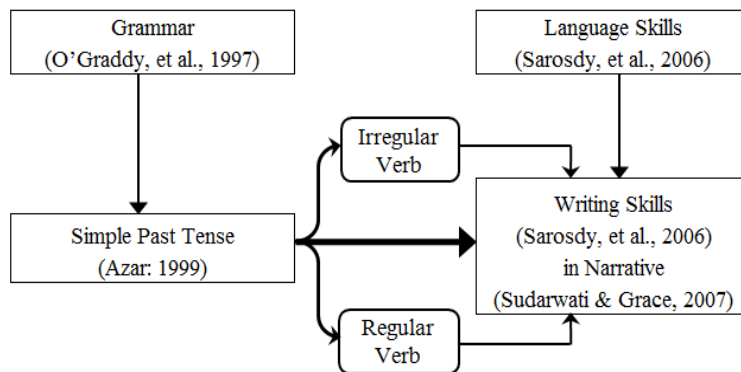 Grammar
(O’Graddy, et al., 1997)
Language Skills
(Sarosdy, et al., 2006)
Irregular
Verb
Simple Past Tense
(Azar: 1999)
Writing Skills
(Sarosdy, et al., 2006)
in Narrative
(Sudarwati & Grace, 2007)
Regular
Verb